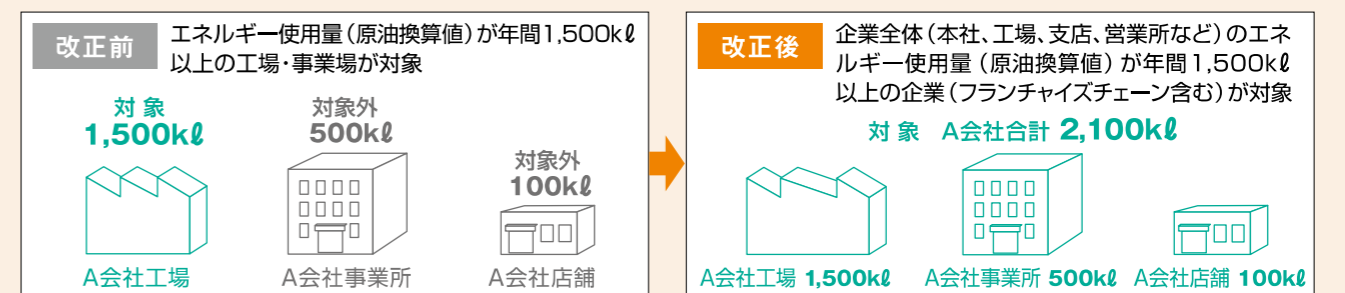 改正前
エネルギー使用量（原油換算値）が年間1,500kℓ
以上の工場・事業場が対象
対 象
1,500kℓ
対象外
500kℓ
対象外
100kℓ
A会社工場
A会社事業所
A会社店舗
改正後
企業全体（本社、工場、支店、営業所など）のエネ
ルギー使用量（原油換算値）が年間1,500kℓ
以上の企業（フランチャイズチェーン含む）が対象
対 象 A会社合計 2,100kℓ
A会社工場 1,500kℓ
A会社事業所 500kℓ
A会社店舗 100kℓ